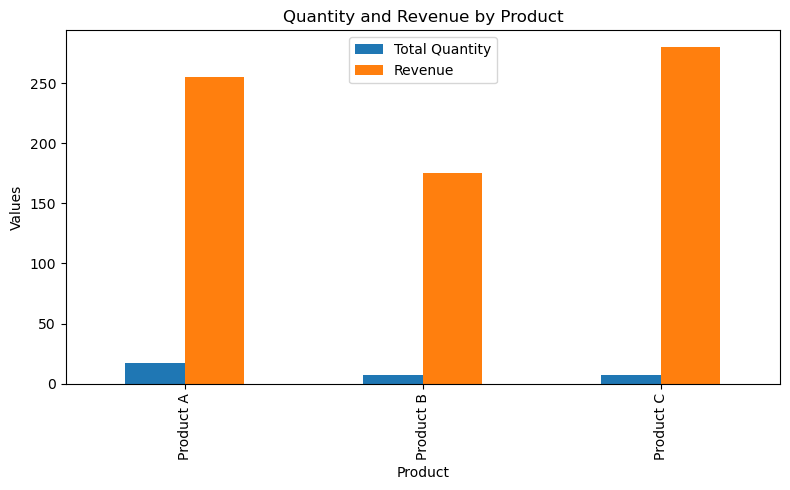 Quantity and Revenue by Product
Total Quantity
Revenue
Values
250
200
150
100
50
0
Product A
Product B
Product C
Product